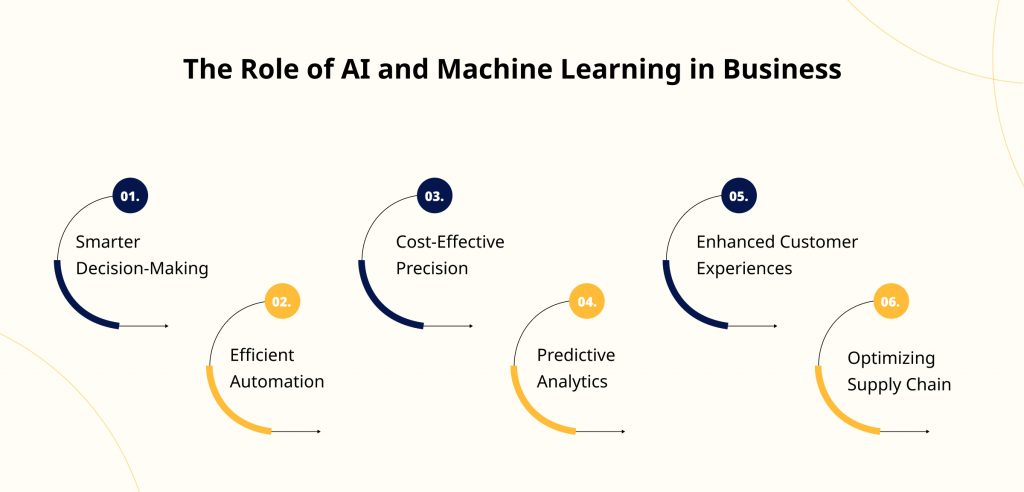 The Role of AI and Machine Learning in Business
01.
Smarter
Decision-Making
02.
Efficient
Automation
03.
Cost-Effective
Precision
04.
Predictive
Analytics
05.
Enhanced Customer
Experiences
06.
Optimizing
Supply Chain